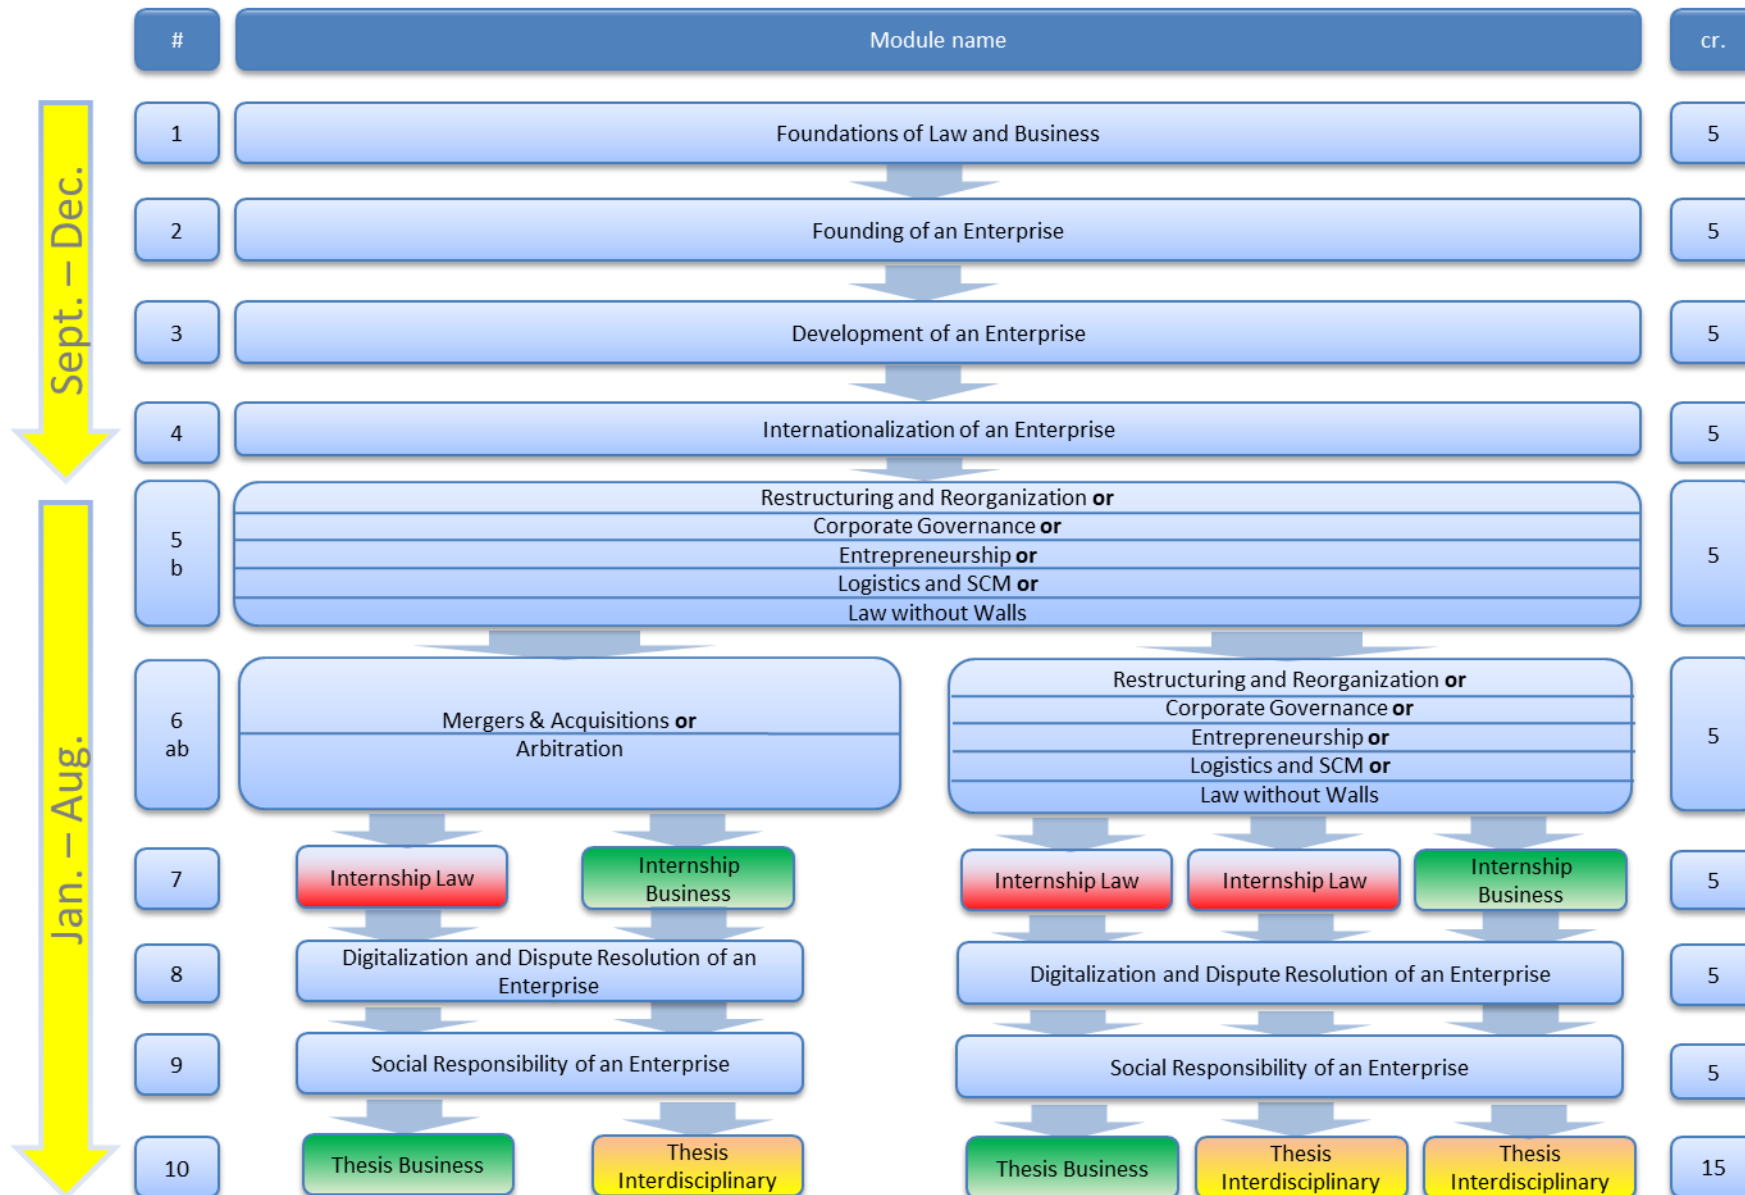 # Module name cr.
Sept. – Dec.
1 Foundations of Law and Business 5
2 Founding of an Enterprise 5
3 Development of an Enterprise 5
4 Internationalization of an Enterprise 5
Jan. – Aug.
5
b
Restructuring and Reorganization or
Corporate Governance or
Entrepreneurship or
Logistics and SCM or
Law without Walls
5
6
ab
Mergers & Acquisitions or
Arbitration
Restructuring and Reorganization or
Corporate Governance or
Entrepreneurship or
Logistics and SCM or
Law without Walls
5
7
Internship Law
Internship
Business
Internship Law
Internship Law
Internship
Business
5
8
Digitalization and Dispute Resolution of an
Enterprise
Digitalization and Dispute Resolution of an Enterprise
5
9
Social Responsibility of an Enterprise
Social Responsibility of an Enterprise
5
10
Thesis Business
Thesis
Interdisciplinary
Thesis Business
Thesis
Interdisciplinary
Thesis
Interdisciplinary
15